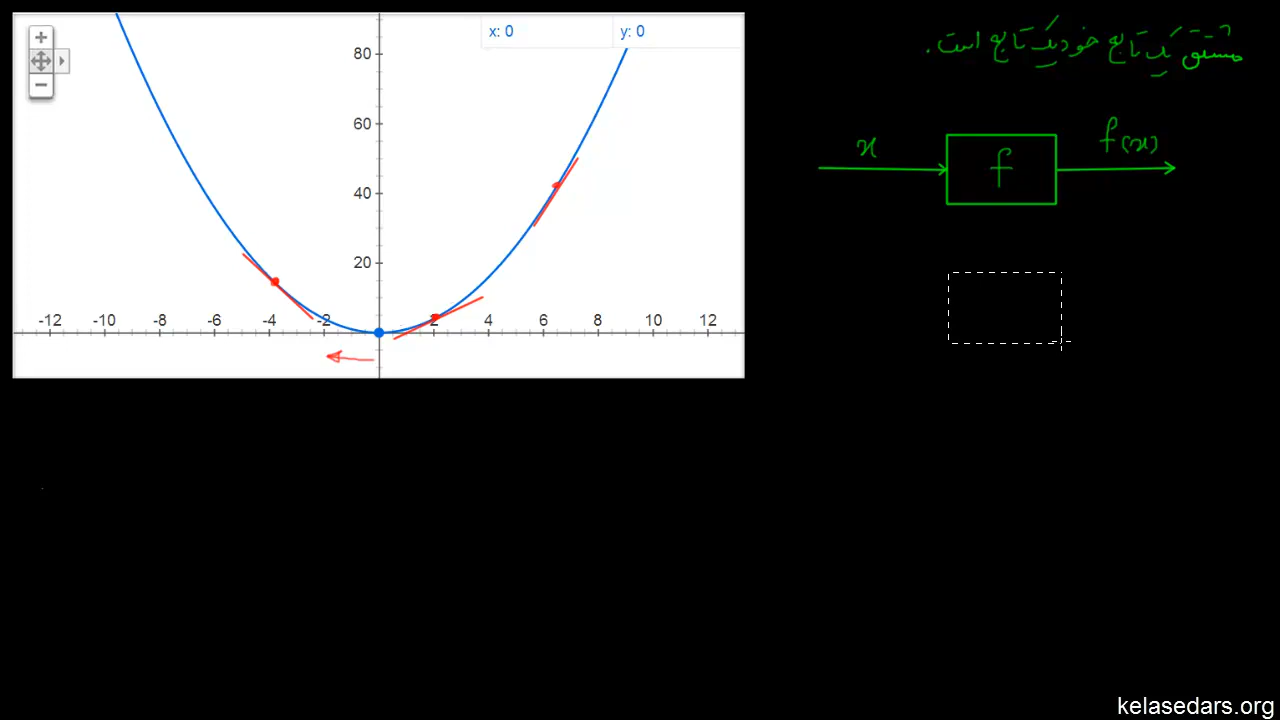 x: 0 y: 0
مشتق یک تابع خود یک تابع است.
80
60
40
20
-12 -10 -8 -6 -4 -2 2 4 6 8 10 12
x f f(x)
kelasedars.org